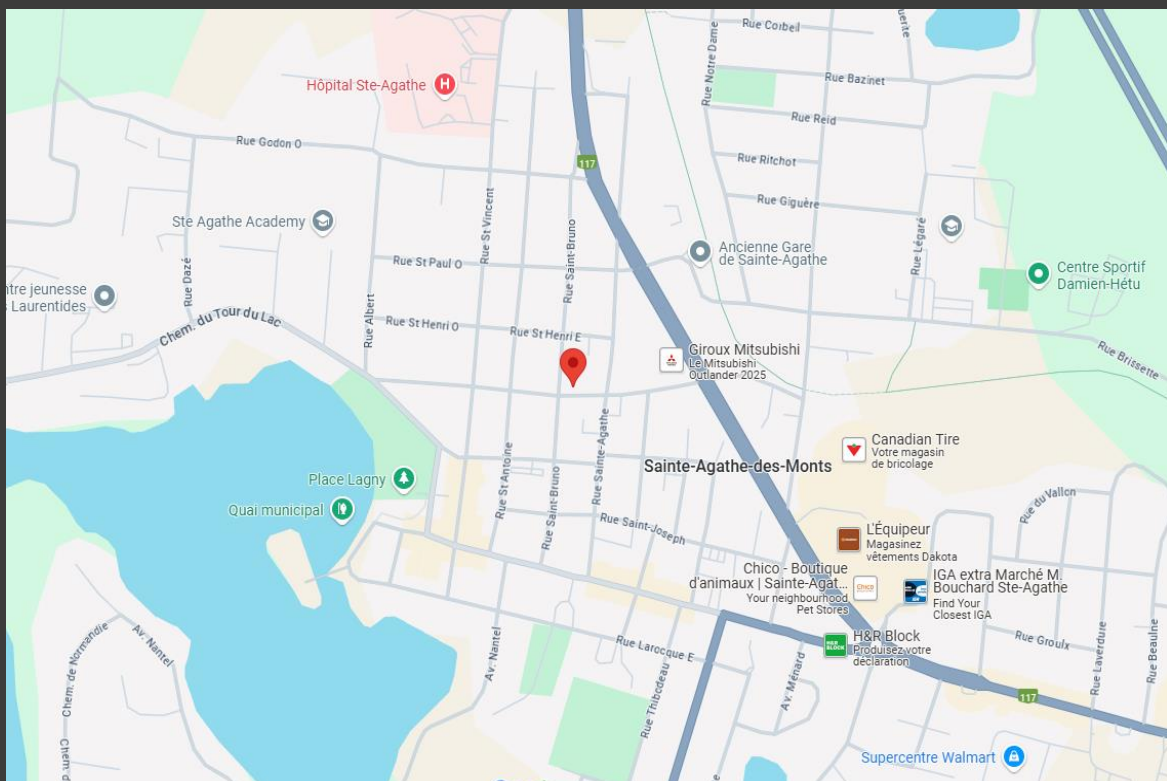 Rue Corbeil
Rue Notre Dame
Rue Bazinet
Hôpital Ste-Agathe
H
Rue Reid
Rue Godon O
117
Rue Ritchot
Rue St Vincent
Rue Giguère
Ste Agathe Academy
Rue Saint-Bruno
Rue Légaré
Ancienne Gare
de Sainte-Agathe
Rue Dazé
Rue St Paul O
Centre Sportif
Damien-Hétu
ntre jeunesse
s Laurentides
Chem. du Tour du Lac
Rue Albert
Rue St Henri O
Rue St Henri E
Giroux Mitsubishi
Le Mitsubishi
Outlander 2025
Rue Brissette
Rue Sainte-Agathe
Canadian Tire
Votre magasin
de bricolage
Sainte-Agathe-des-Monts
Place Lagny
Quai municipal
Rue St Antoine
Rue Saint-Bruno
Rue Saint-Joseph
Rue du Vallon
L'Équipeur
Magasinez
vêtements Dakota
Chico - Boutique
d'animaux | Sainte-Agat...
Your neighbourhood
Pet Stores
Chico
IGA extra Marché M.
Bouchard Ste-Agathe
Find Your
Closest IGA
H&R Block
Produisez votre
déclaration
H&R
BLOCK
Rue Larocque E
Rue Groulx
Rue Laverdure
Rue Beaulne
Chem. de Normandie
Av. Nantel
Av. Nantel
Rue Thibodeau
Av. Ménard
117
Chem. d
Supercentre Walmart